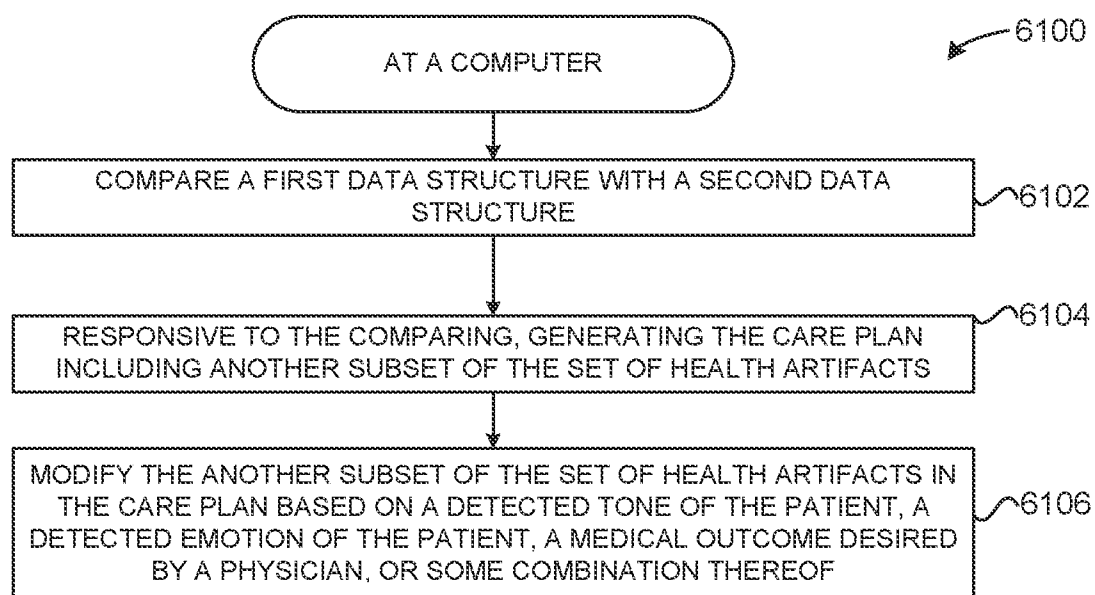 AT A COMPUTER
6100
COMPARE A FIRST DATA STRUCTURE WITH A SECOND DATA
STRUCTURE
6102
RESPONSIVE TO THE COMPARING, GENERATING THE CARE PLAN
INCLUDING ANOTHER SUBSET OF THE SET OF HEALTH ARTIFACTS
6104
MODIFY THE ANOTHER SUBSET OF THE SET OF HEALTH ARTIFACTS IN
THE CARE PLAN BASED ON A DETECTED TONE OF THE PATIENT, A
DETECTED EMOTION OF THE PATIENT, A MEDICAL OUTCOME DESIRED
BY A PHYSICIAN, OR SOME COMBINATION THEREOF
6106